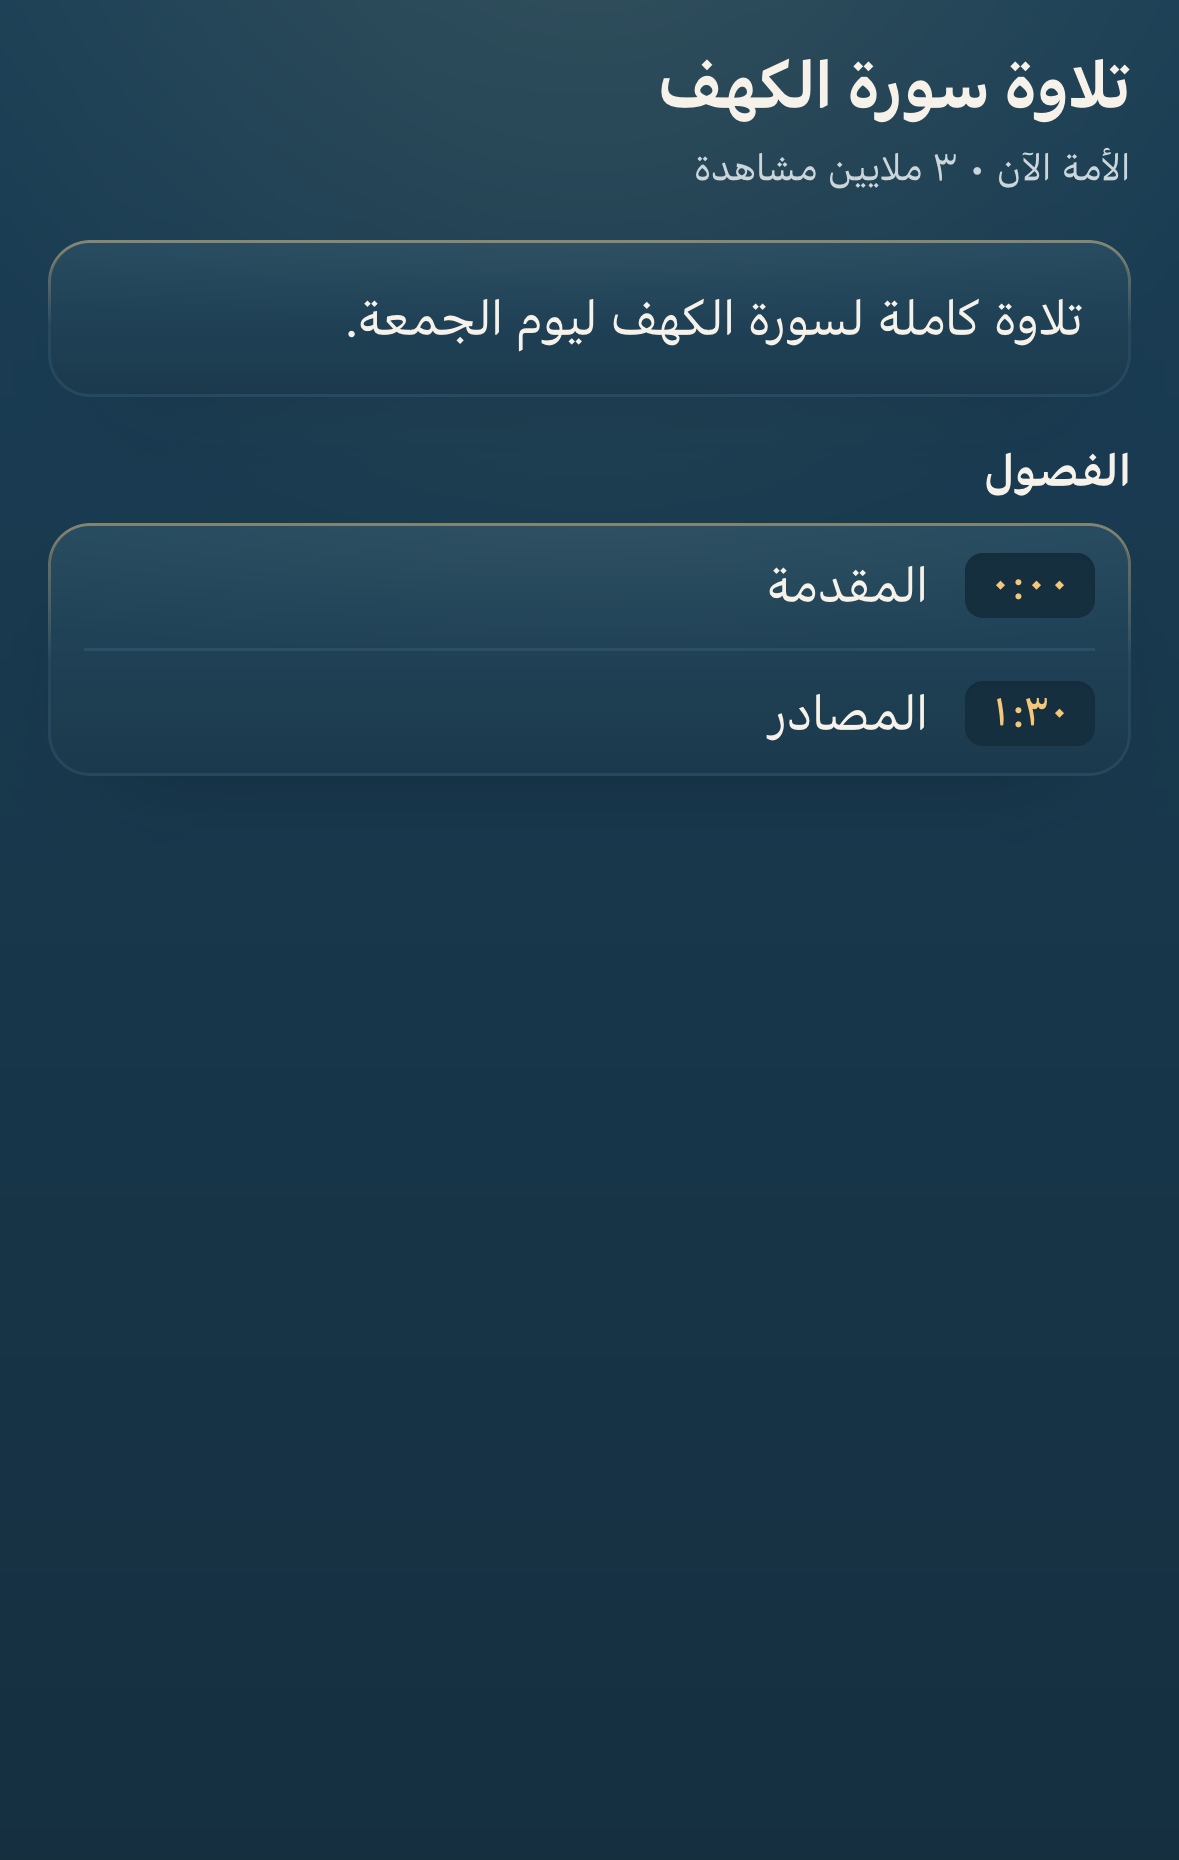 تلاوة سورة الكهف
الأمة الآن • ٣ ملايين مشاهدة
تلاوة كاملة لسورة الكهف ليوم الجمعة.
الفصول
٠:٠٠ المقدمة
١:٣٠ المصادر